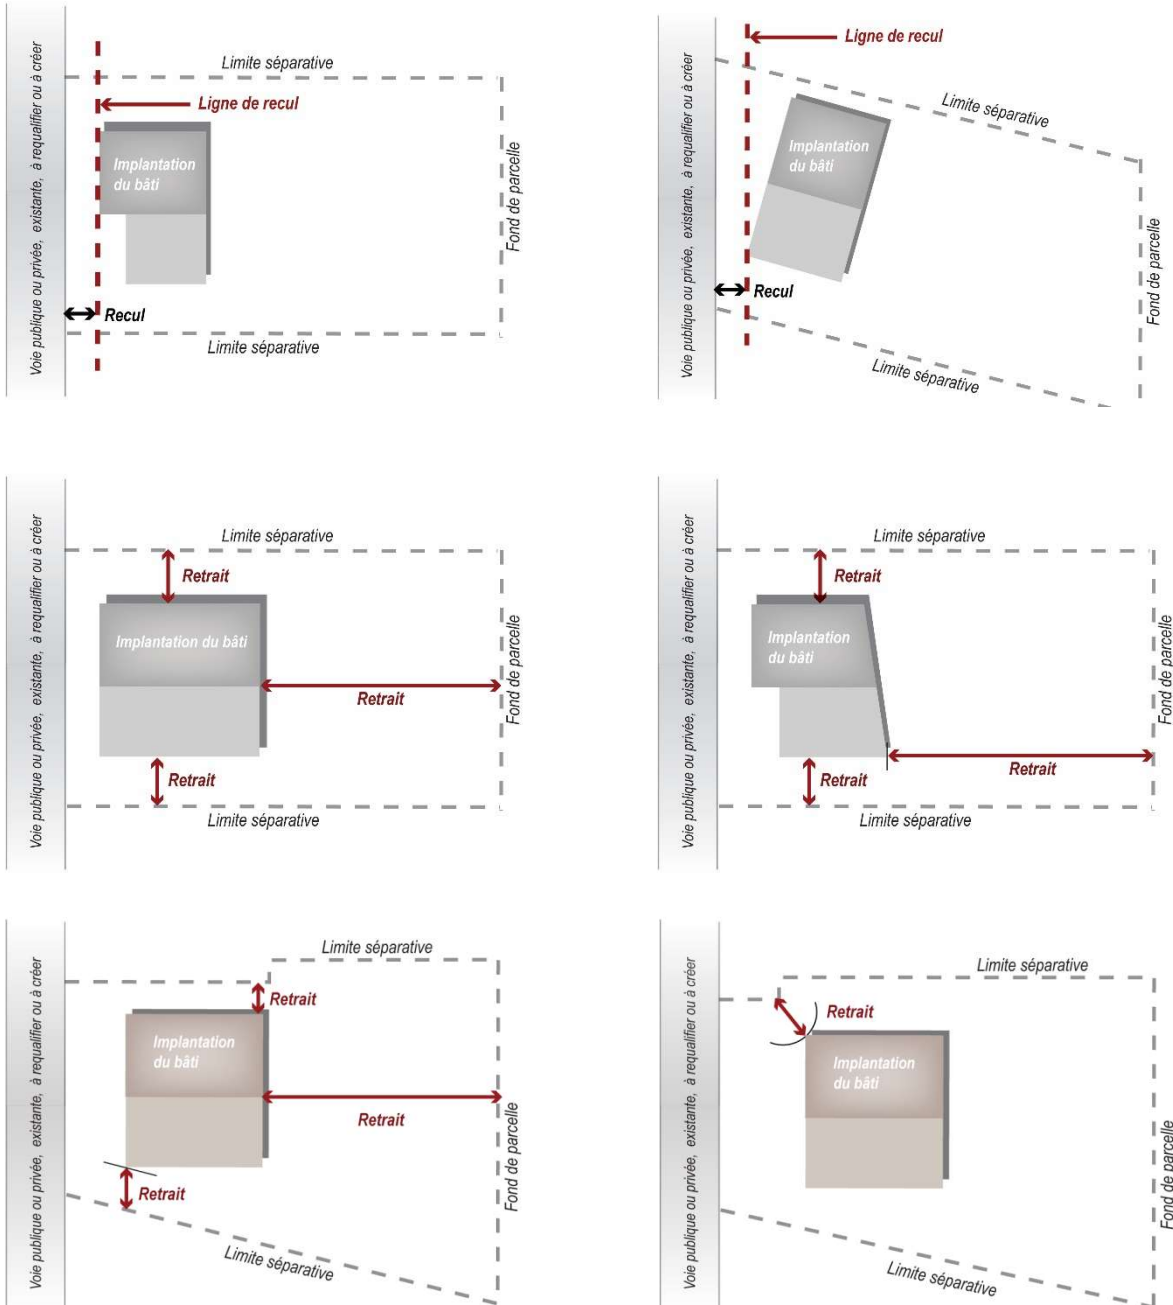 Voie publique ou privée, existante, à requalifier ou à créer
Limite séparative
Ligne de recul
Implantation
du bâti
Recul
Limite séparative
Fond de parcelle
Voie publique ou privée, existante, à requalifier ou à créer
Ligne de recul
Limite séparative
Implantation
du bâti
Recul
Limite séparative
Fond de parcelle
Voie publique ou privée, existante, à requalifier ou à créer
Limite séparative
Retrait
Implantation du bâti
Retrait
Retrait
Limite séparative
Fond de parcelle
Voie publique ou privée, existante, à requalifier ou à créer
Limite séparative
Retrait
Implantation
du bâti
Retrait
Retrait
Limite séparative
Fond de parcelle
Voie publique ou privée, existante, à requalifier ou à créer
Limite séparative
Retrait
Implantation
du bâti
Retrait
Retrait
Limite séparative
Fond de parcelle
Voie publique ou privée, existante, à requalifier ou à créer
Limite séparative
Retrait
Implantation
du bâti
Limite séparative
Fond de parcelle